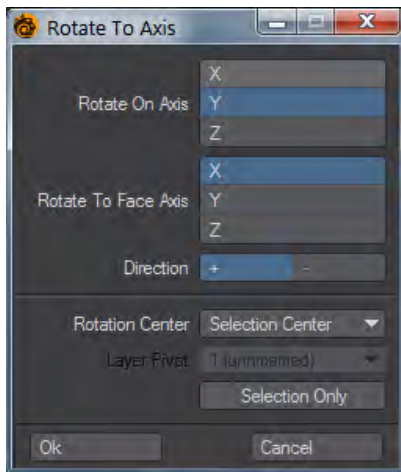 Rotate To Axis
Rotate On Axis
X
Y
Z
Rotate To Face Axis
X
Y
Z
Direction + -
Rotation Center Selection Center
Layer Pivot 1 (unnamed)
Selection Only
Ok Cancel